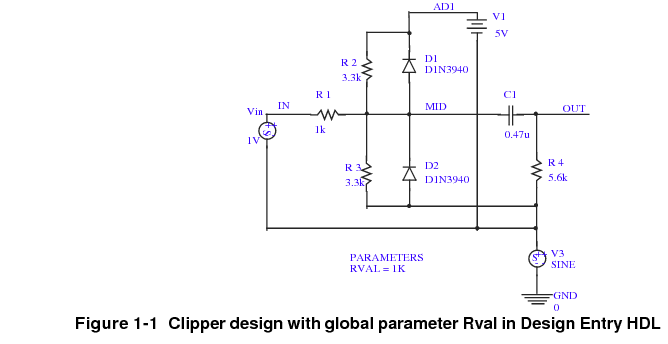 AD1
V1
5V
R 2
3.3k
D1
D1N3940
R 1
1k
Vin
IN
1V
MID
C1
0.47u
OUT
R 3
3.3k
D2
D1N3940
R 4
5.6k
PARAMETERS
RVAL = 1K
V3
SINE
GND
0
Figure 1-1 Clipper design with global parameter Rval in Design Entry HDL